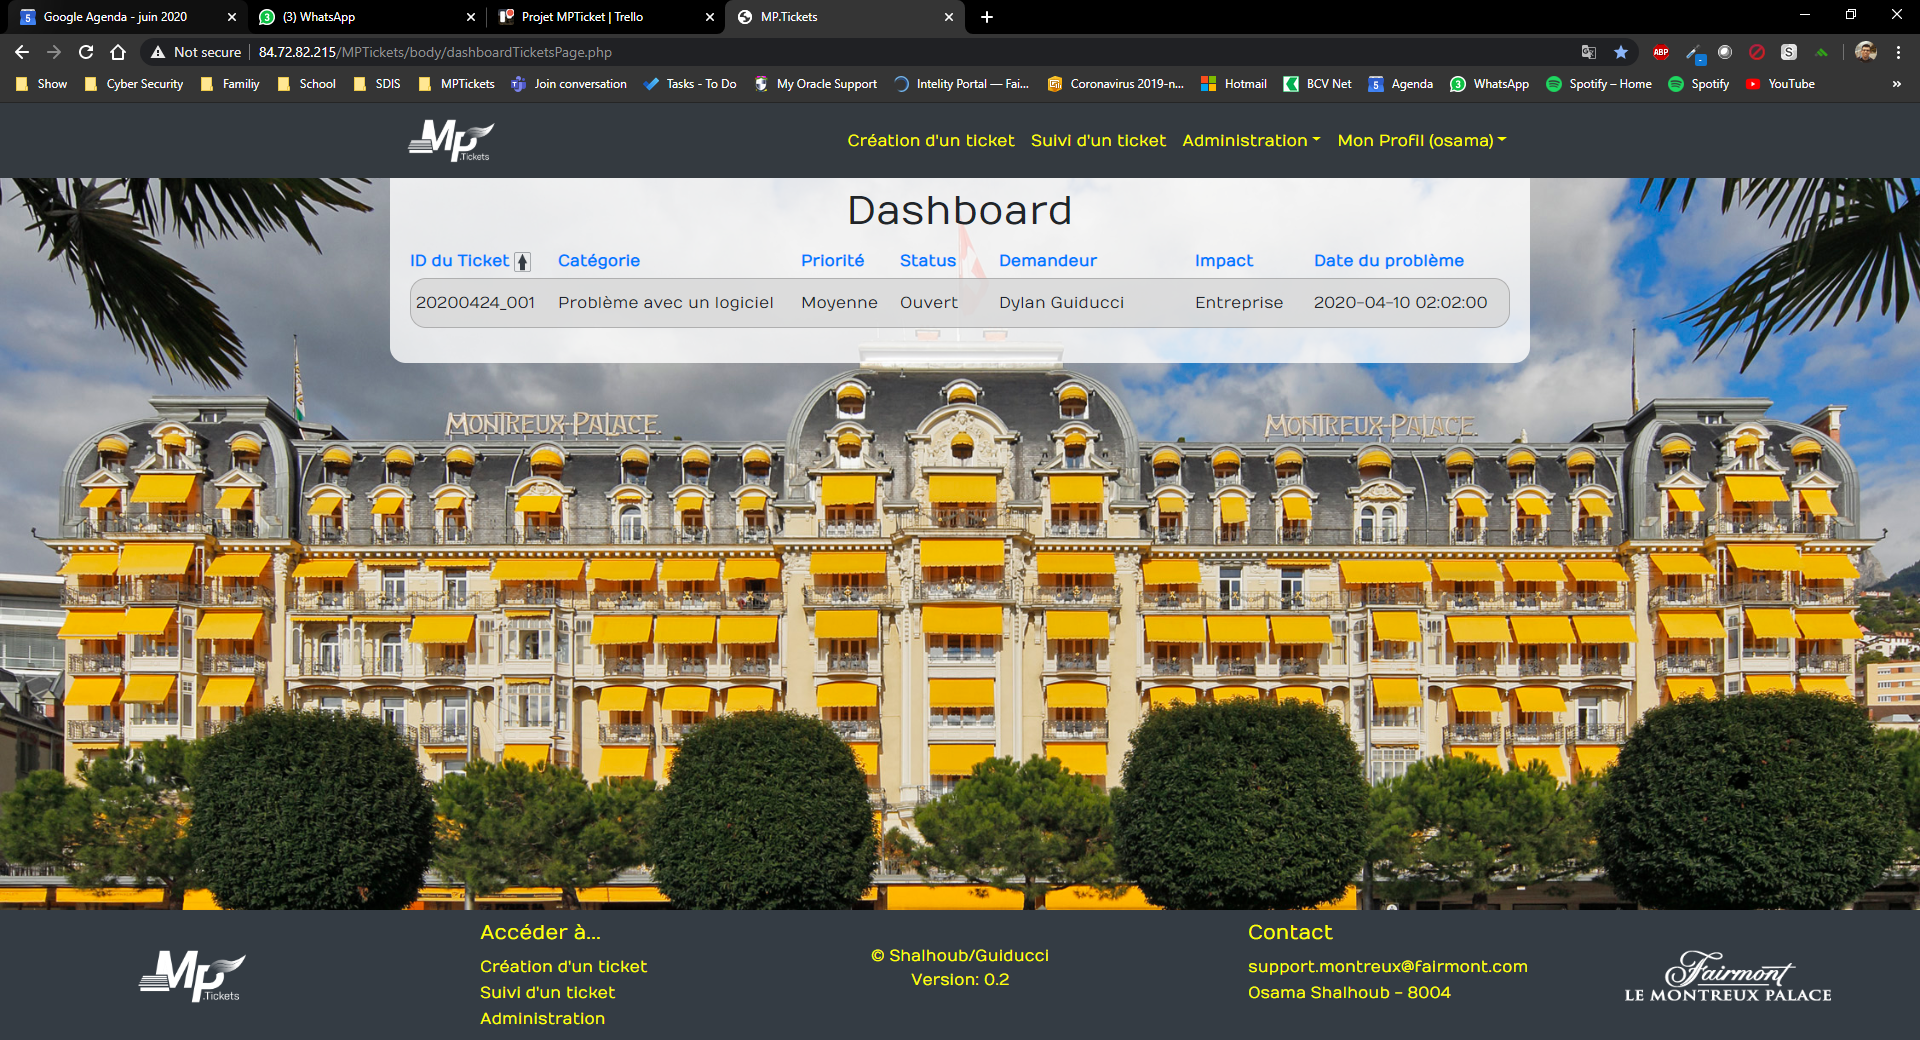 Google Agenda - juin 2020
(3) WhatsApp
Projet MPTicket | Trello
MP.Tickets
Not secure
84.72.82.215/MPTickets/body/dashboardTicketsPage.php
ABP
S
Show
Cyber Security
Familiy
School
SDIS
MPTickets
Join conversation
Tasks - To Do
My Oracle Support
Intelity Portal — Fai...
Coronavirus 2019-n...
Hotmail
BCV Net
5
Agenda
WhatsApp
Spotify – Home
Spotify
YouTube
»
Mp
.Tickets
Création d'un ticket
Suivi d'un ticket
Administration
Mon Profil (osama)
Dashboard
ID du Ticket
Catégorie
Priorité
Status
Demandeur
Impact
Date du problème
20200424_001
Problème avec un logiciel
Moyenne
Ouvert
Dylan Guiducci
Entreprise
2020-04-10 02:02:00
MONTREUX-PALACE
MONTREUX-PALACE
Mp
.Tickets
Accéder à...
Création d'un ticket
Suivi d'un ticket
Administration
© Shalhoub/Guiducci
Version: 0.2
Contact
support.montreux@fairmont.com
Osama Shalhoub - 8004
Fairmont
LE MONTREUX PALACE